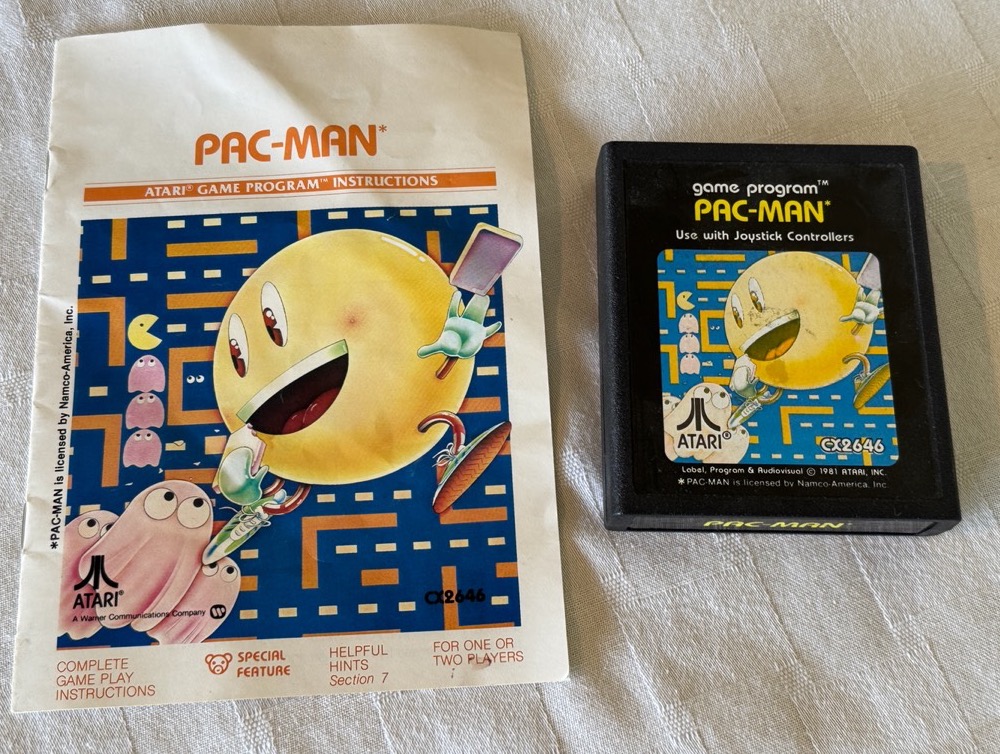 PAC-MAN*
ATARI® GAME PROGRAM™ INSTRUCTIONS
*PAC-MAN is licensed by Namco-America, Inc.
ATARI®
A Warner Communications Company
CX2646
COMPLETE
GAME PLAY
INSTRUCTIONS
SPECIAL
FEATURE
HELPFUL
HINTS
Section 7
FOR ONE OR
TWO PLAYERS
game program™
PAC-MAN*
Use with Joystick Controllers
ATARI®
CX2646
Label, Program & Audiovisual © 1981 ATARI, INC.
*PAC-MAN is licensed by Namco-America, Inc.
PAC-MAN*